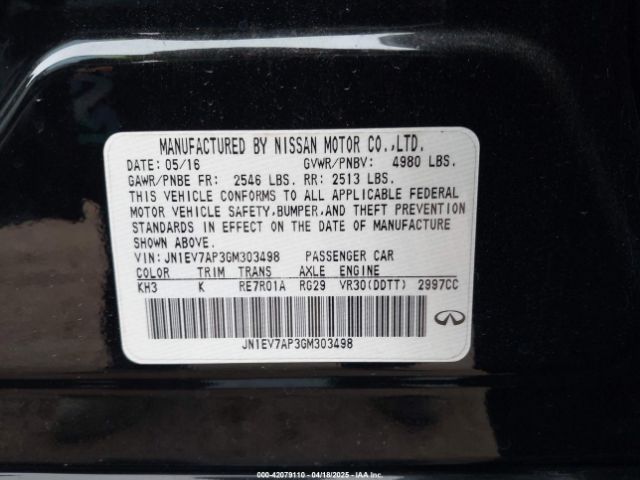 MANUFACTURED BY NISSAN MOTOR CO.,LTD.
DATE: 05/16 GVWR/PNBV: 4980 LBS.
GAWR/PNBE FR: 2546 LBS. RR: 2513 LBS.
THIS VEHICLE CONFORMS TO ALL APPLICABLE FEDERAL
MOTOR VEHICLE SAFETY,BUMPER,AND THEFT PREVENTION
STANDARDS IN EFFECT ON THE DATE OF MANUFACTURE
SHOWN ABOVE.
VIN: JN1EV7AP3GM303498 PASSENGER CAR
COLOR TRIM TRANS AXLE ENGINE
KH3 K RE7R01A RG29 VR30(DDTT) 2997CC
JN1EV7AP3GM303498
000-42079110 - 04/18/2025 - IAA